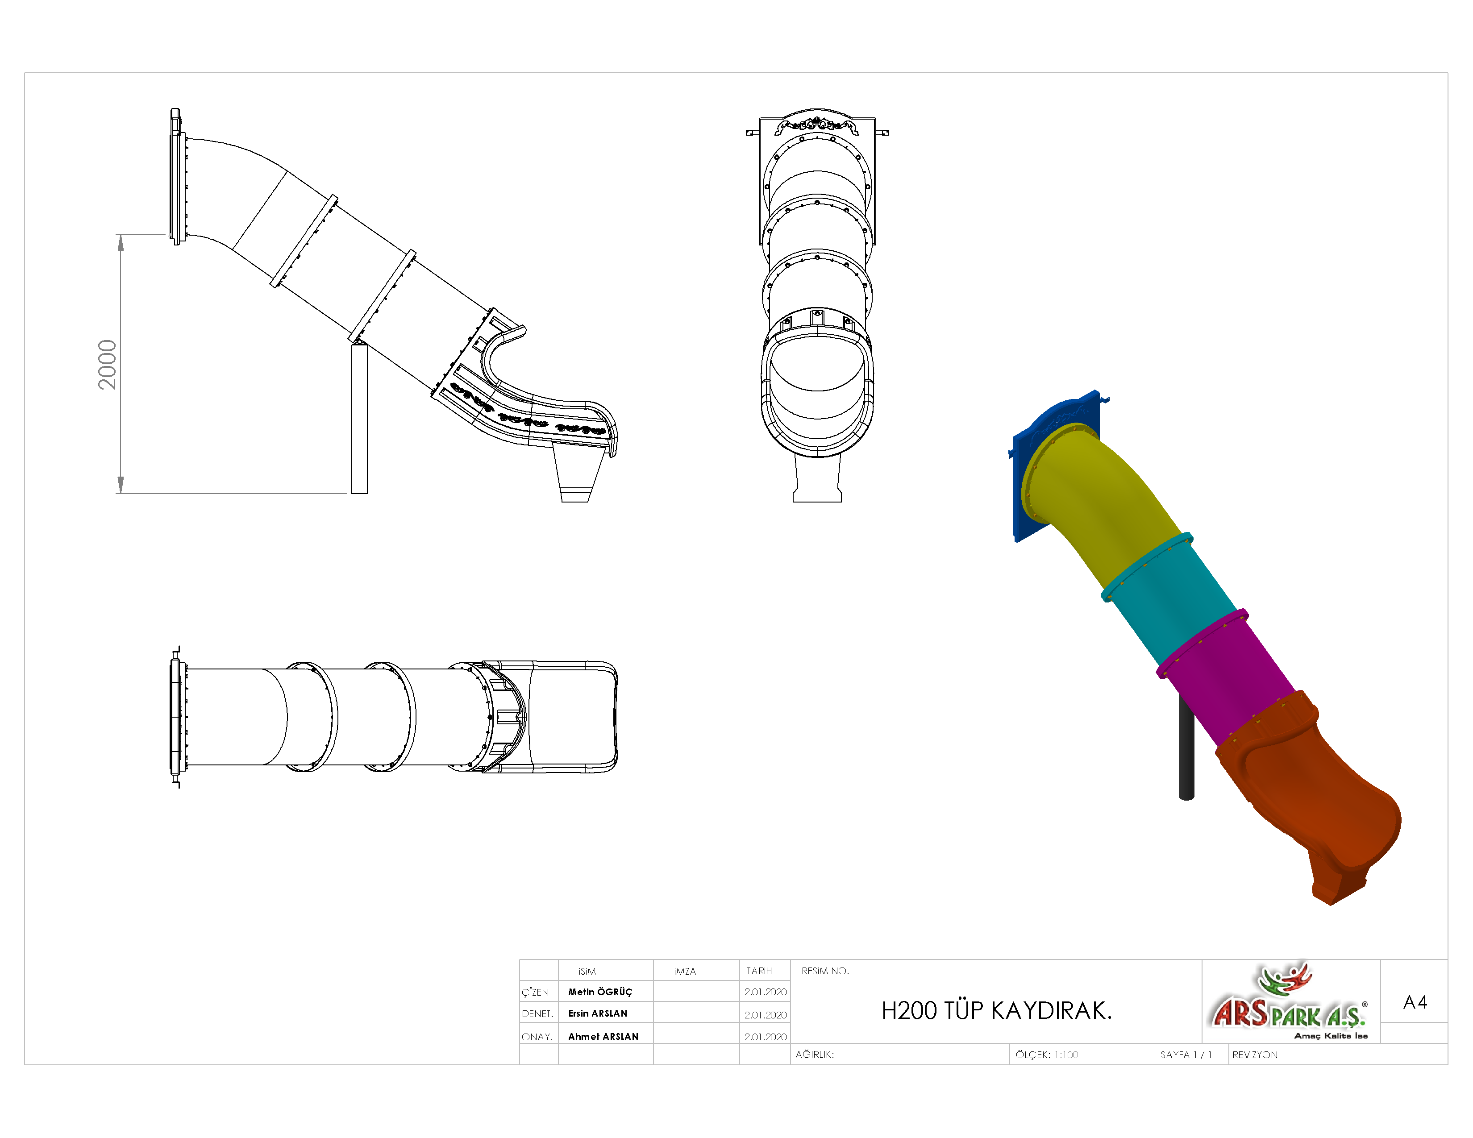 2000
İSİM
İMZA
TARİH
RESİM NO.
ÇİZEN.
Metin ÖGRÜÇ
2.01.2020
DENET.
Ersin ARSLAN
2.01.2020
ONAY.
Ahmet ARSLAN
2.01.2020
H200 TÜP KAYDIRAK.
ARSPARK A.Ş.®
Amaç Kalite İse
A4
AĞIRLIK:
ÖLÇEK: 1:100
SAYFA 1 / 1
REVİZYON